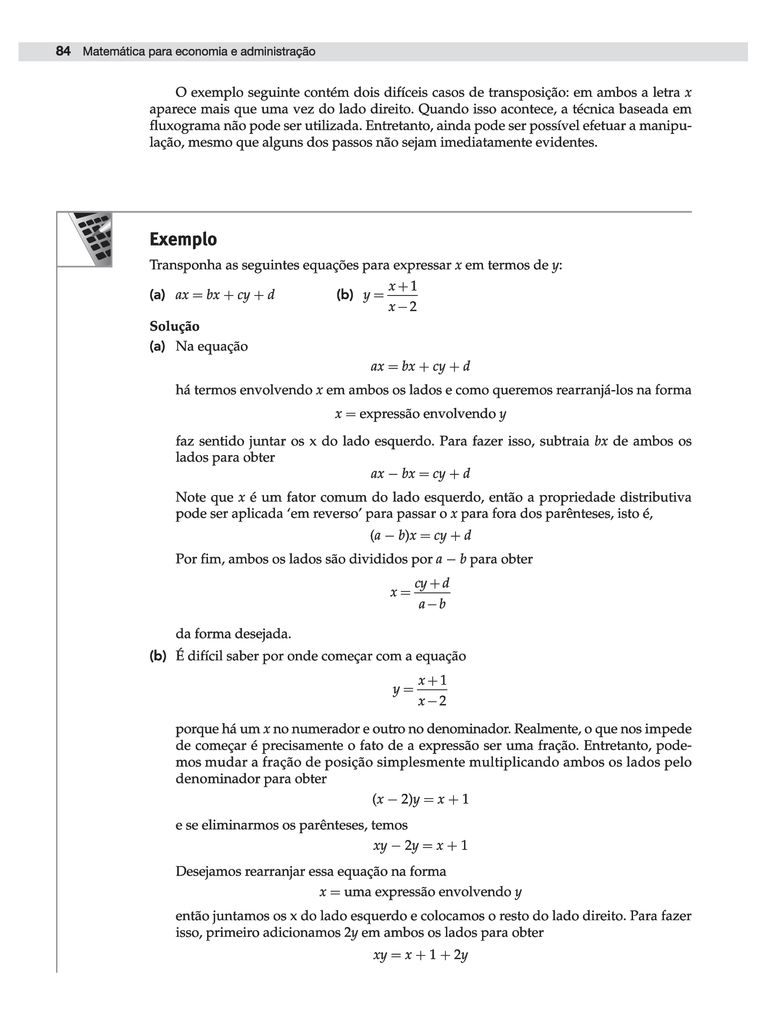 84 Matemática para economia e administração
O exemplo seguinte contém dois difíceis casos de transposição: em ambos a letra x
aparece mais que uma vez do lado direito. Quando isso acontece, a técnica baseada em
fluxograma não pode ser utilizada. Entretanto, ainda pode ser possível efetuar a manipu-
lação, mesmo que alguns dos passos não sejam imediatamente evidentes.
Exemplo
Transponha as seguintes equações para expressar x em termos de y:
(a) ax = bx + cy + d (b) y = (x + 1)/(x − 2)
Solução
(a) Na equação
ax = bx + cy + d
há termos envolvendo x em ambos os lados e como queremos rearranjá-los na forma
x = expressão envolvendo y
faz sentido juntar os x do lado esquerdo. Para fazer isso, subtraia bx de ambos os
lados para obter
ax − bx = cy + d
Note que x é um fator comum do lado esquerdo, então a propriedade distributiva
pode ser aplicada ‘em reverso’ para passar o x para fora dos parênteses, isto é,
(a − b)x = cy + d
Por fim, ambos os lados são divididos por a − b para obter
x = (cy + d)/(a − b)
da forma desejada.
(b) É difícil saber por onde começar com a equação
y = (x + 1)/(x − 2)
porque há um x no numerador e outro no denominador. Realmente, o que nos impede
de começar é precisamente o fato de a expressão ser uma fração. Entretanto, pode-
mos mudar a fração de posição simplesmente multiplicando ambos os lados pelo
denominador para obter
(x − 2)y = x + 1
e se eliminarmos os parênteses, temos
xy − 2y = x + 1
Desejamos rearranjar essa equação na forma
x = uma expressão envolvendo y
então juntamos os x do lado esquerdo e colocamos o resto do lado direito. Para fazer
isso, primeiro adicionamos 2y em ambos os lados para obter
xy = x + 1 + 2y